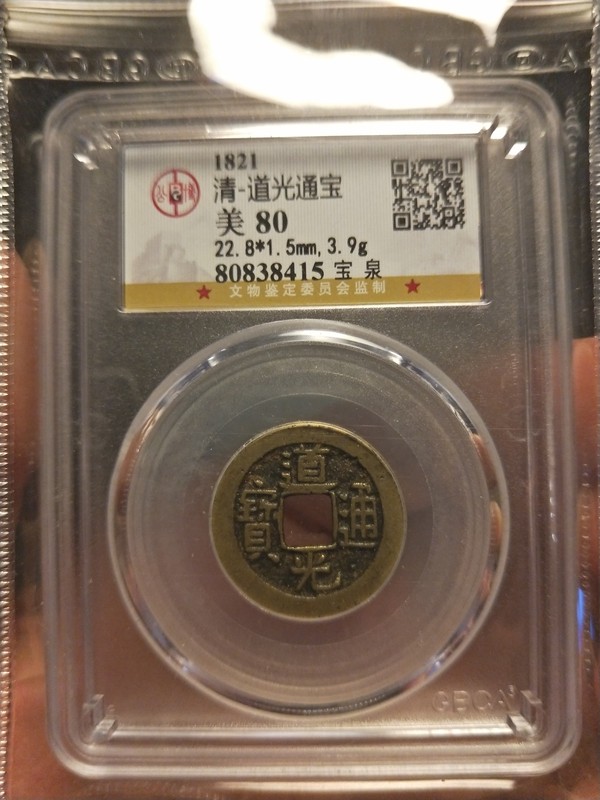 1821
清-道光通宝
美 80
22.8*1.5mm,3.9g
80838415 宝 泉
★ 文物鉴定委员会监制 ★
道光通寶
GBCA